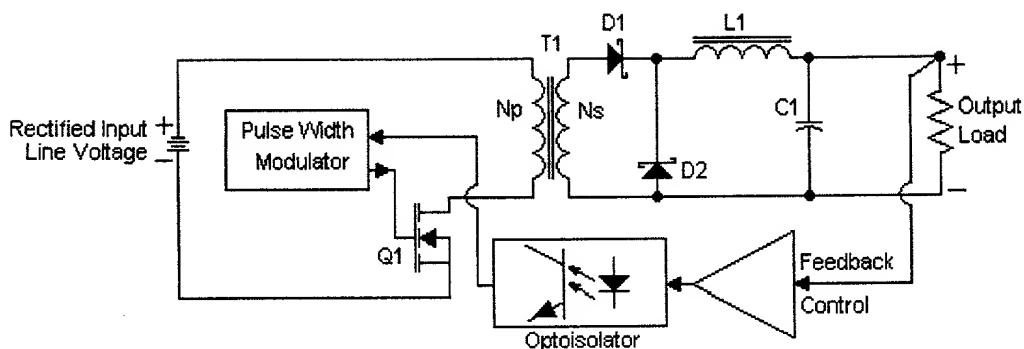 D1
L1
T1
+
Np
Ns
C1
Output
Load
Rectified Input
Line Voltage
+
−
Pulse Width
Modulator
D2
−
Q1
Feedback
Control
Optoisolator